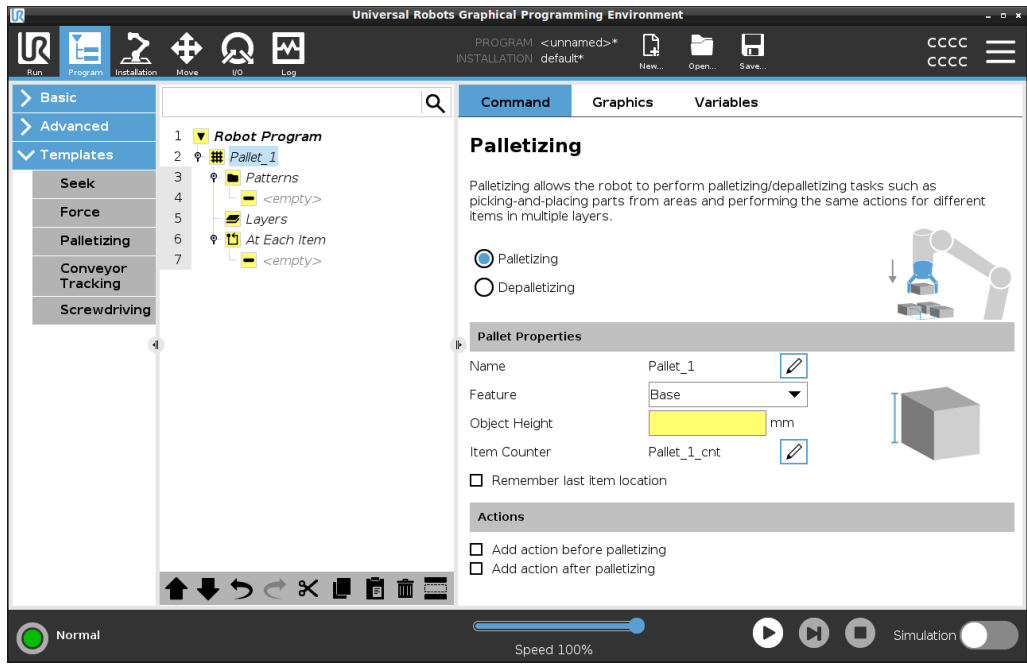 UR
Universal Robots Graphical Programming Environment
UR
Run
Program
Installation
Move
I/O
Log
PROGRAM <unnamed>*
INSTALLATION default*
New...
Open...
Save...
CCCC
CCCC
Basic
Advanced
Templates
Seek
Force
Palletizing
Conveyor
Tracking
Screwdriving
1 Robot Program
2 Pallet_1
3 Patterns
4 <empty>
5 Layers
6 At Each Item
7 <empty>
Command Graphics Variables
Palletizing
Palletizing allows the robot to perform palletizing/depalletizing tasks such as
picking-and-placing parts from areas and performing the same actions for different
items in multiple layers.
Palletizing
Depalletizing
Pallet Properties
Name Pallet_1
Feature Base
Object Height mm
Item Counter Pallet_1_cnt
Remember last item location
Actions
Add action before palletizing
Add action after palletizing
Normal
Speed 100%
Simulation